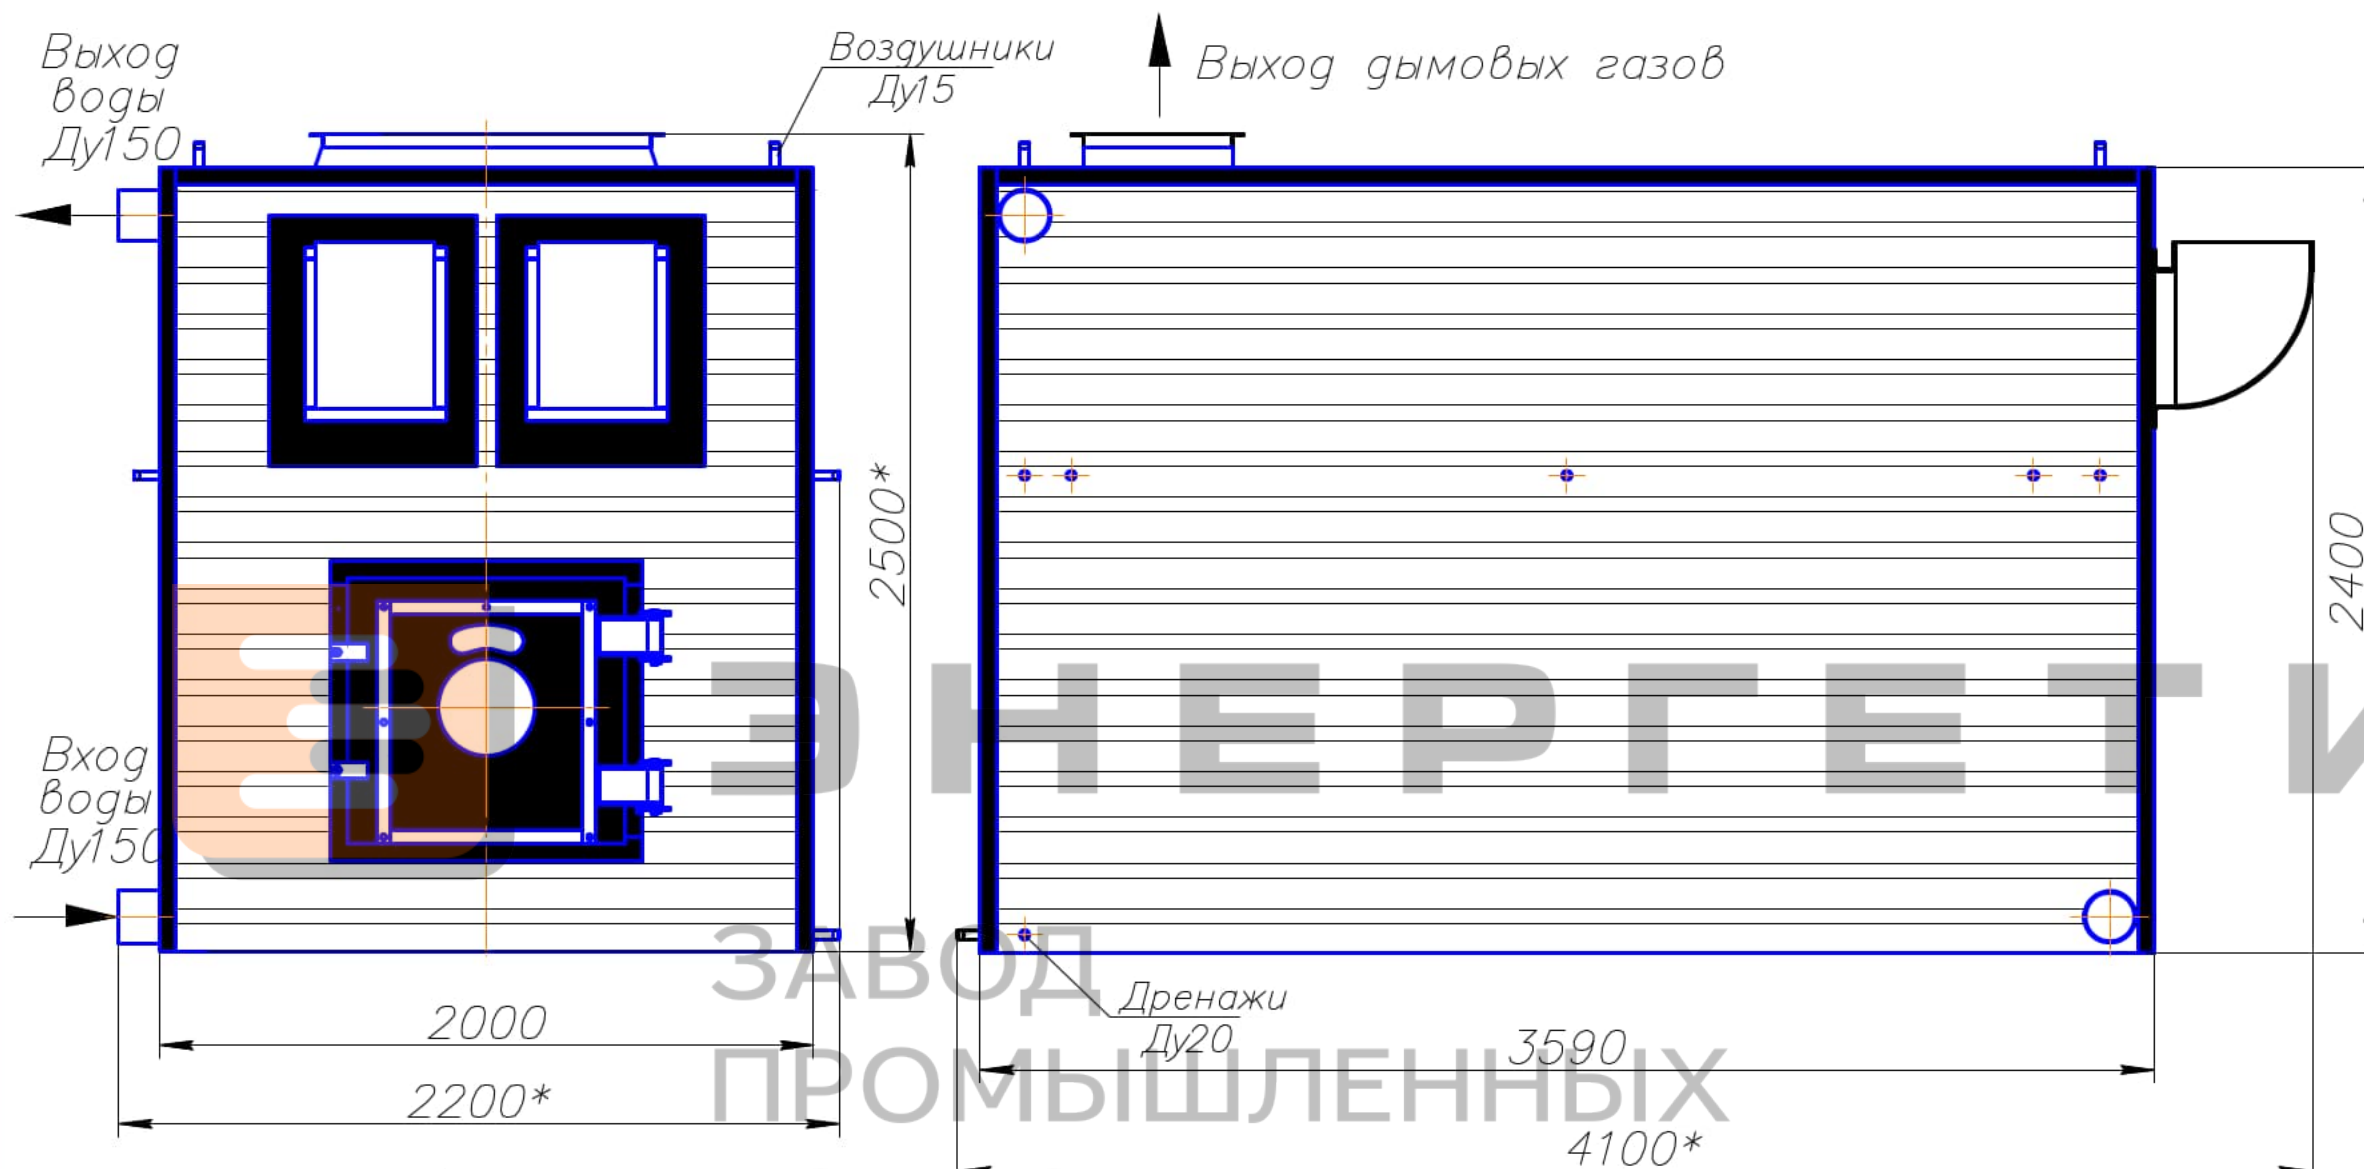 Выход
воды
Ду150
Воздушники
Ду15
Выход дымовых газов
2500*
2400
Вход
воды
Ду150
ЭНЕРГЕТИ
ЗАВОД
ПРОМЫШЛЕННЫХ
Дренажи
Ду20
2000
2200*
3590
4100*